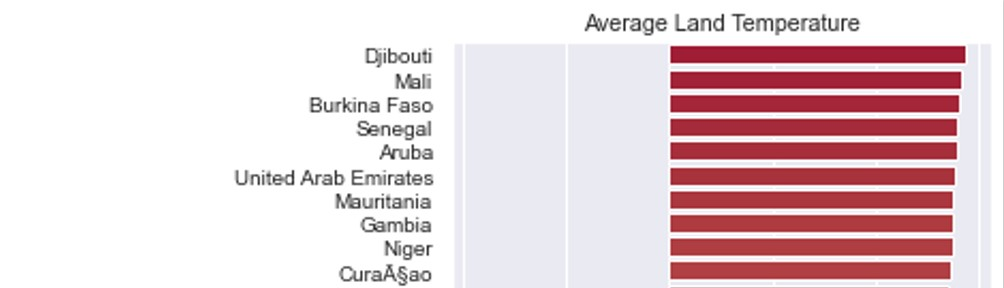 Average Land Temperature
Djibouti
Mali
Burkina Faso
Senegal
Aruba
United Arab Emirates
Mauritania
Gambia
Niger
CuraÃ§ao